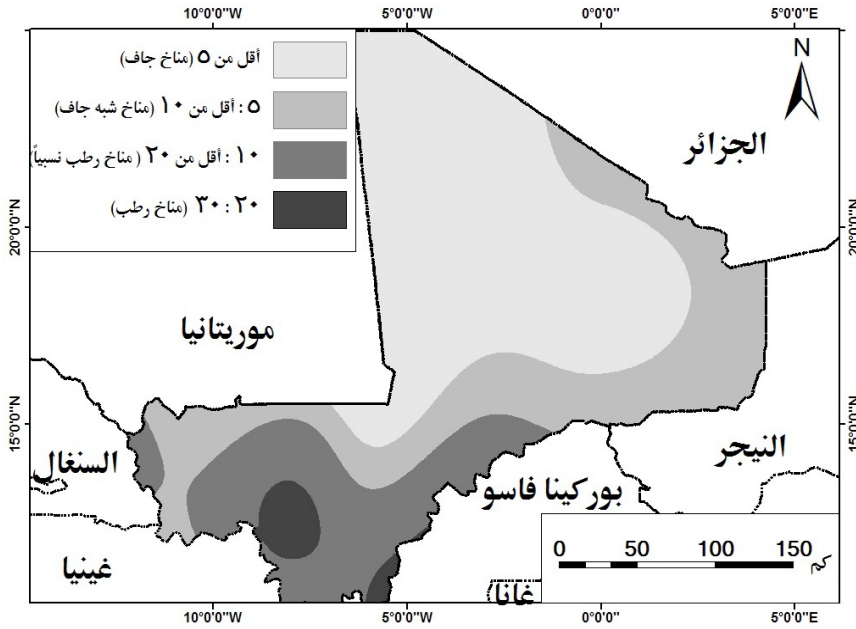 10°0'0"W 5°0'0"W 0°0'0" 5°0'0"E
أقل من ٥ (مناخ جاف)
٥ : أقل من ١٠ (مناخ شبه جاف)
١٠ : أقل من ٢٠ ( مناخ رطب نسبياً)
٢٠ : ٣٠ (مناخ رطب)
N
الجزائر
20°0'0"N
20°0'0"N
موريتانيا
15°0'0"N
15°0'0"N
السنغال
النيجر
بوركينا فاسو
غينيا
غانا
0 50 100 150
10°0'0"W 5°0'0"W 0°0'0" 5°0'0"E